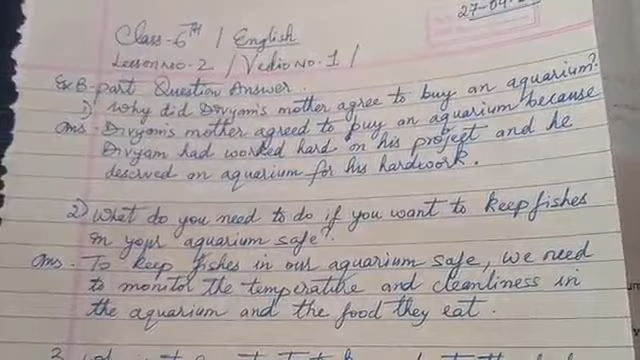 27-04-
Class-6TH / English
Lesson No-2 / Vedio No-1 /
Ex B-part Question Answer.
1) Why did Divyam's mother agree to buy an aquarium?
Ans- Divyam's mother agreed to buy an aquarium because
Divyam had worked hard on his project and he
deserved an aquarium for his hardwork.
2) What do you need to do if you want to keep fishes
in your aquarium safe?
Ans- To keep fishes in our aquarium safe, we need
to monitor the temperature and cleanliness in
the aquarium and the food they eat.
3